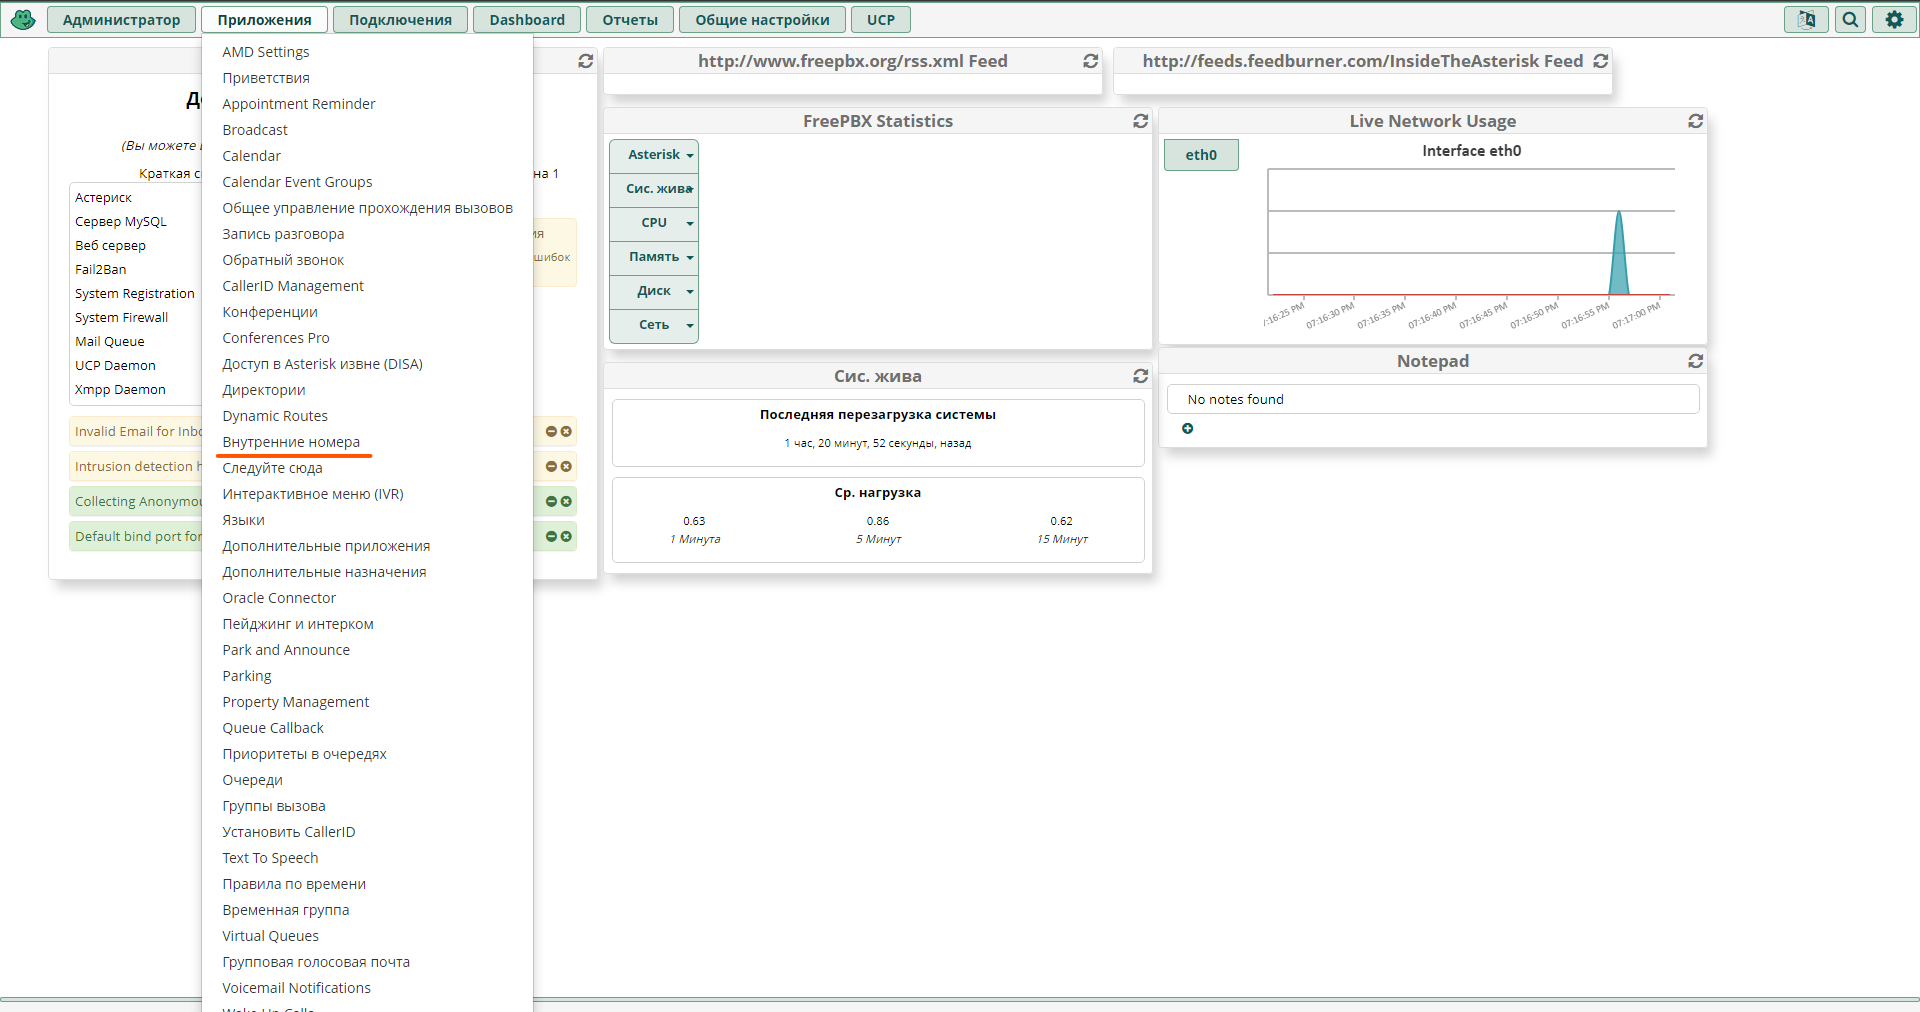 Администратор Приложения Подключения Dashboard Отчеты Общие настройки UCP
AMD Settings
Приветствия
Appointment Reminder
Broadcast
Calendar
Calendar Event Groups
Общее управление прохождения вызовов
Запись разговора
Обратный звонок
CallerID Management
Конференции
Conferences Pro
Доступ в Asterisk извне (DISA)
Директории
Dynamic Routes
Внутренние номера
Следуйте сюда
Интерактивное меню (IVR)
Языки
Дополнительные приложения
Дополнительные назначения
Oracle Connector
Пейджинг и интерком
Park and Announce
Parking
Property Management
Queue Callback
Приоритеты в очередях
Очереди
Группы вызова
Установить CallerID
Text To Speech
Правила по времени
Временная группа
Virtual Queues
Групповая голосовая почта
Voicemail Notifications
(Вы можете
Краткая с
на 1
Астериск
Сервер MySQL
Веб сервер
Fail2Ban
System Registration
System Firewall
Mail Queue
UCP Daemon
Xmpp Daemon
ия
шибок
Invalid Email for Inbo
Intrusion detection h
Collecting Anonymou
Default bind port for
http://www.freepbx.org/rss.xml Feed
http://feeds.feedburner.com/InsideTheAsterisk Feed
FreePBX Statistics
Asterisk
Сис. жива
CPU
Память
Диск
Сеть
Live Network Usage
eth0
Interface eth0
/:16:25 PM 07:16:30 PM 07:16:35 PM 07:16:40 PM 07:16:45 PM 07:16:50 PM 07:16:55 PM 07:17:00 PM
Сис. жива
Последняя перезагрузка системы
1 час, 20 минут, 52 секунды, назад
Ср. нагрузка
0.63 0.86 0.62
1 Минута 5 Минут 15 Минут
Notepad
No notes found